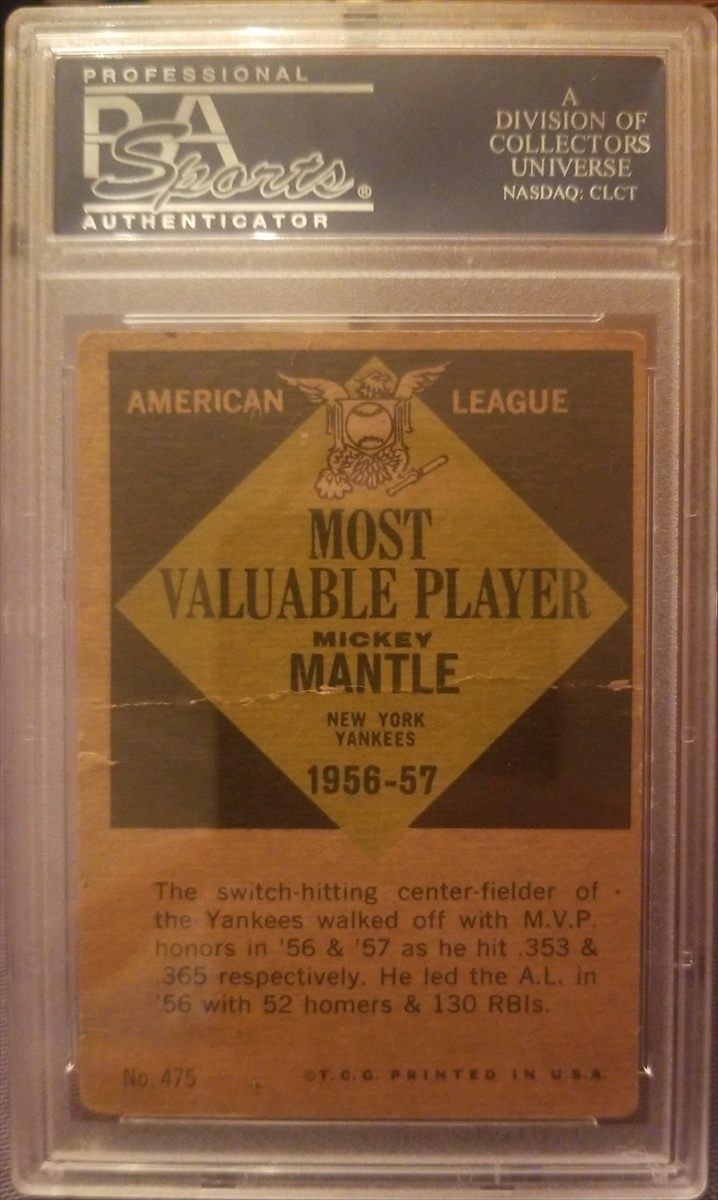 PROFESSIONAL
PSA
Sports®
AUTHENTICATOR
A
DIVISION OF
COLLECTORS
UNIVERSE
NASDAQ: CLCT
AMERICAN LEAGUE
MOST
VALUABLE PLAYER
MICKEY
MANTLE
NEW YORK
YANKEES
1956-57
The switch-hitting center-fielder of
the Yankees walked off with M.V.P.
honors in '56 & '57 as he hit .353 &
.365 respectively. He led the A.L. in
'56 with 52 homers & 130 RBIs.
No. 475 ©T.C.G. PRINTED IN U.S.A.